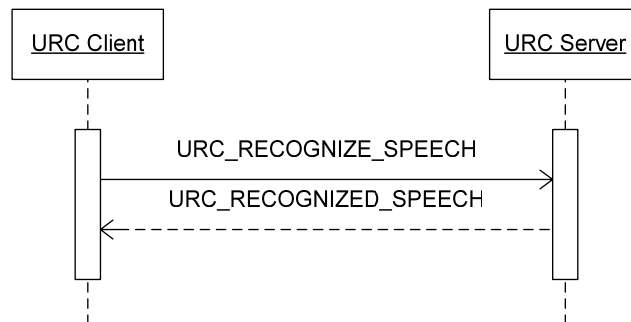 URC Client
URC Server
URC_RECOGNIZE_SPEECH
URC_RECOGNIZED_SPEECH